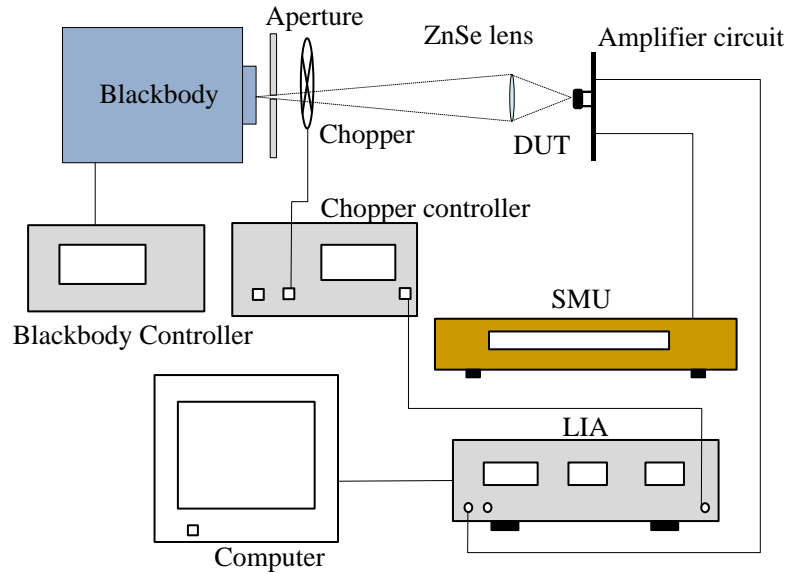 Aperture
ZnSe lens
Amplifier circuit
Blackbody
Chopper
DUT
Chopper controller
SMU
Blackbody Controller
LIA
Computer